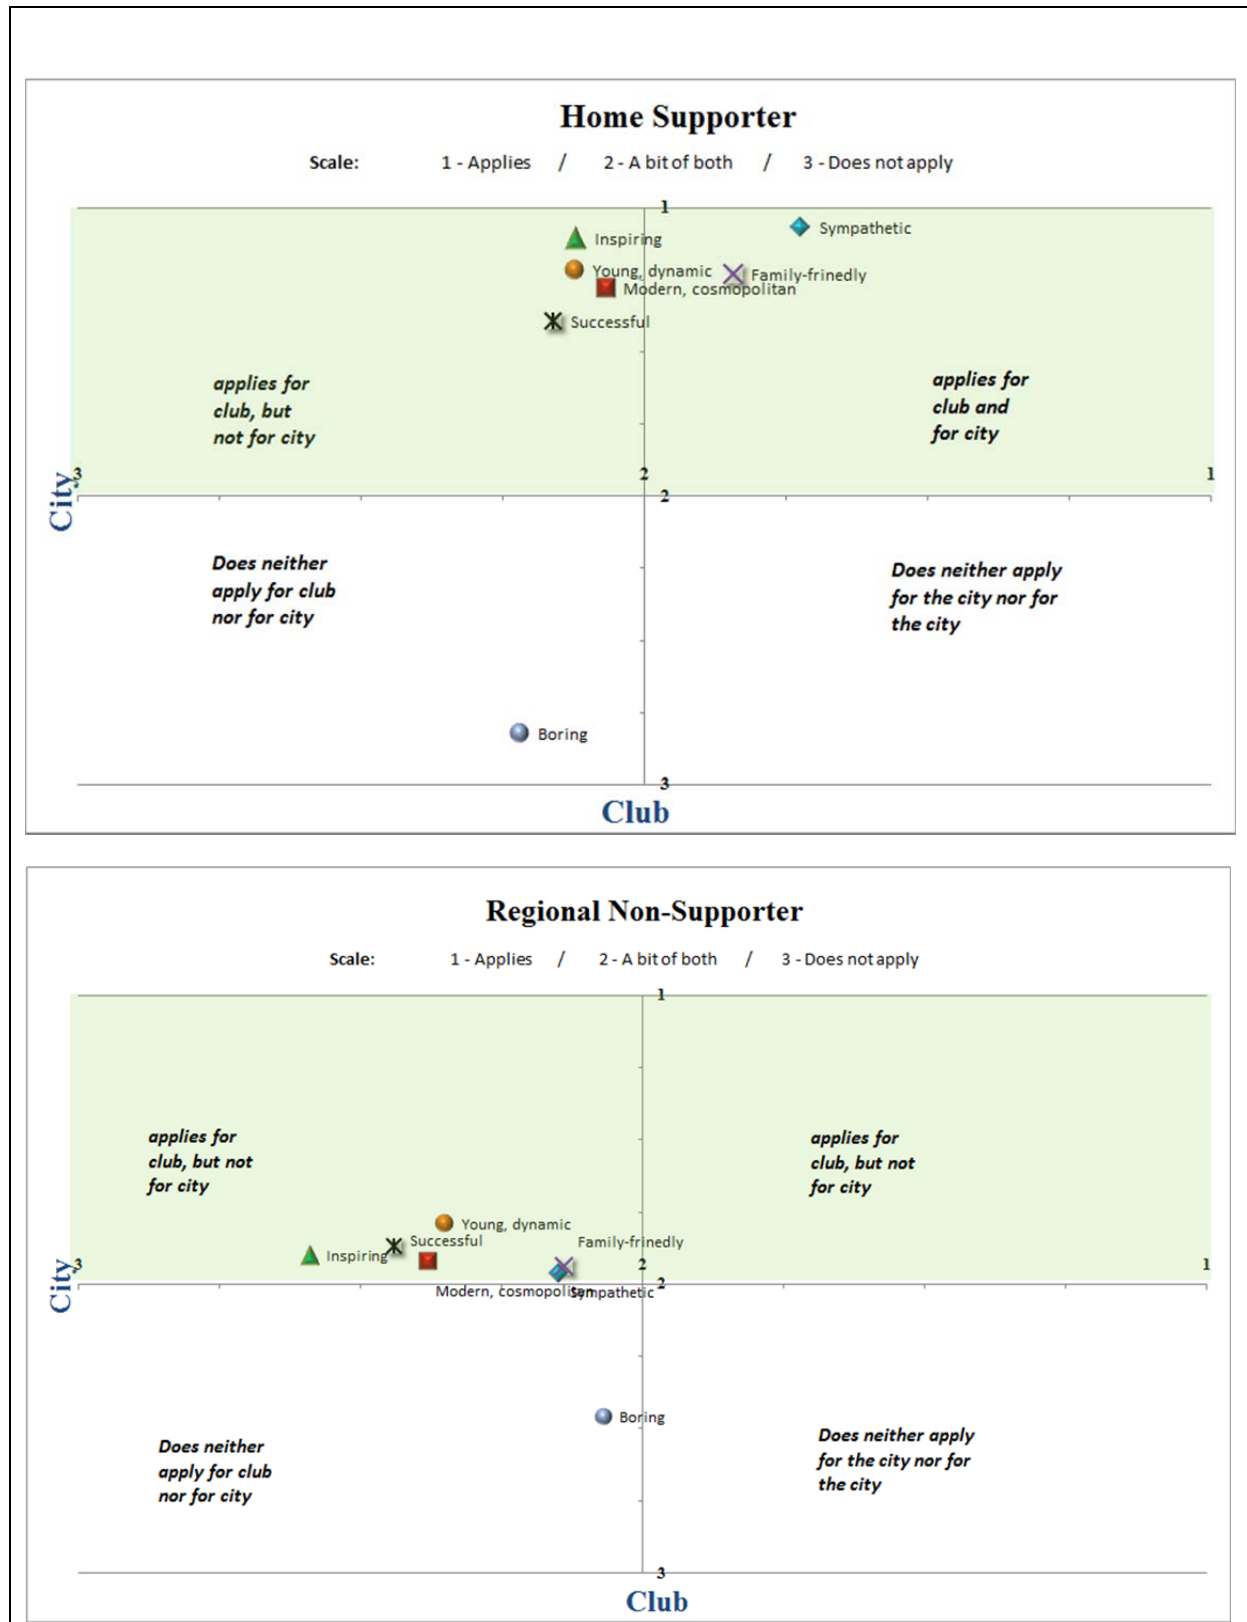 Home Supporter
Scale: 1 - Applies / 2 - A bit of both / 3 - Does not apply
1
Sympathetic
Inspiring
Young, dynamic
Family-frinedly
Modern, cosmopolitan
Successful
applies for
club, but
not for city
applies for
club and
for city
3
2
1
City
2
Does neither
apply for club
nor for city
Does neither apply
for the city nor for
the city
Boring
3
Club
Regional Non-Supporter
Scale: 1 - Applies / 2 - A bit of both / 3 - Does not apply
1
applies for
club, but not
for city
applies for
club, but not
for city
Young, dynamic
Successful
Family-frinedly
Inspiring
3
2
1
City
2
Modern, cosmopolitan
Sympathetic
Boring
Does neither
apply for club
nor for city
Does neither apply
for the city nor for
the city
3
Club